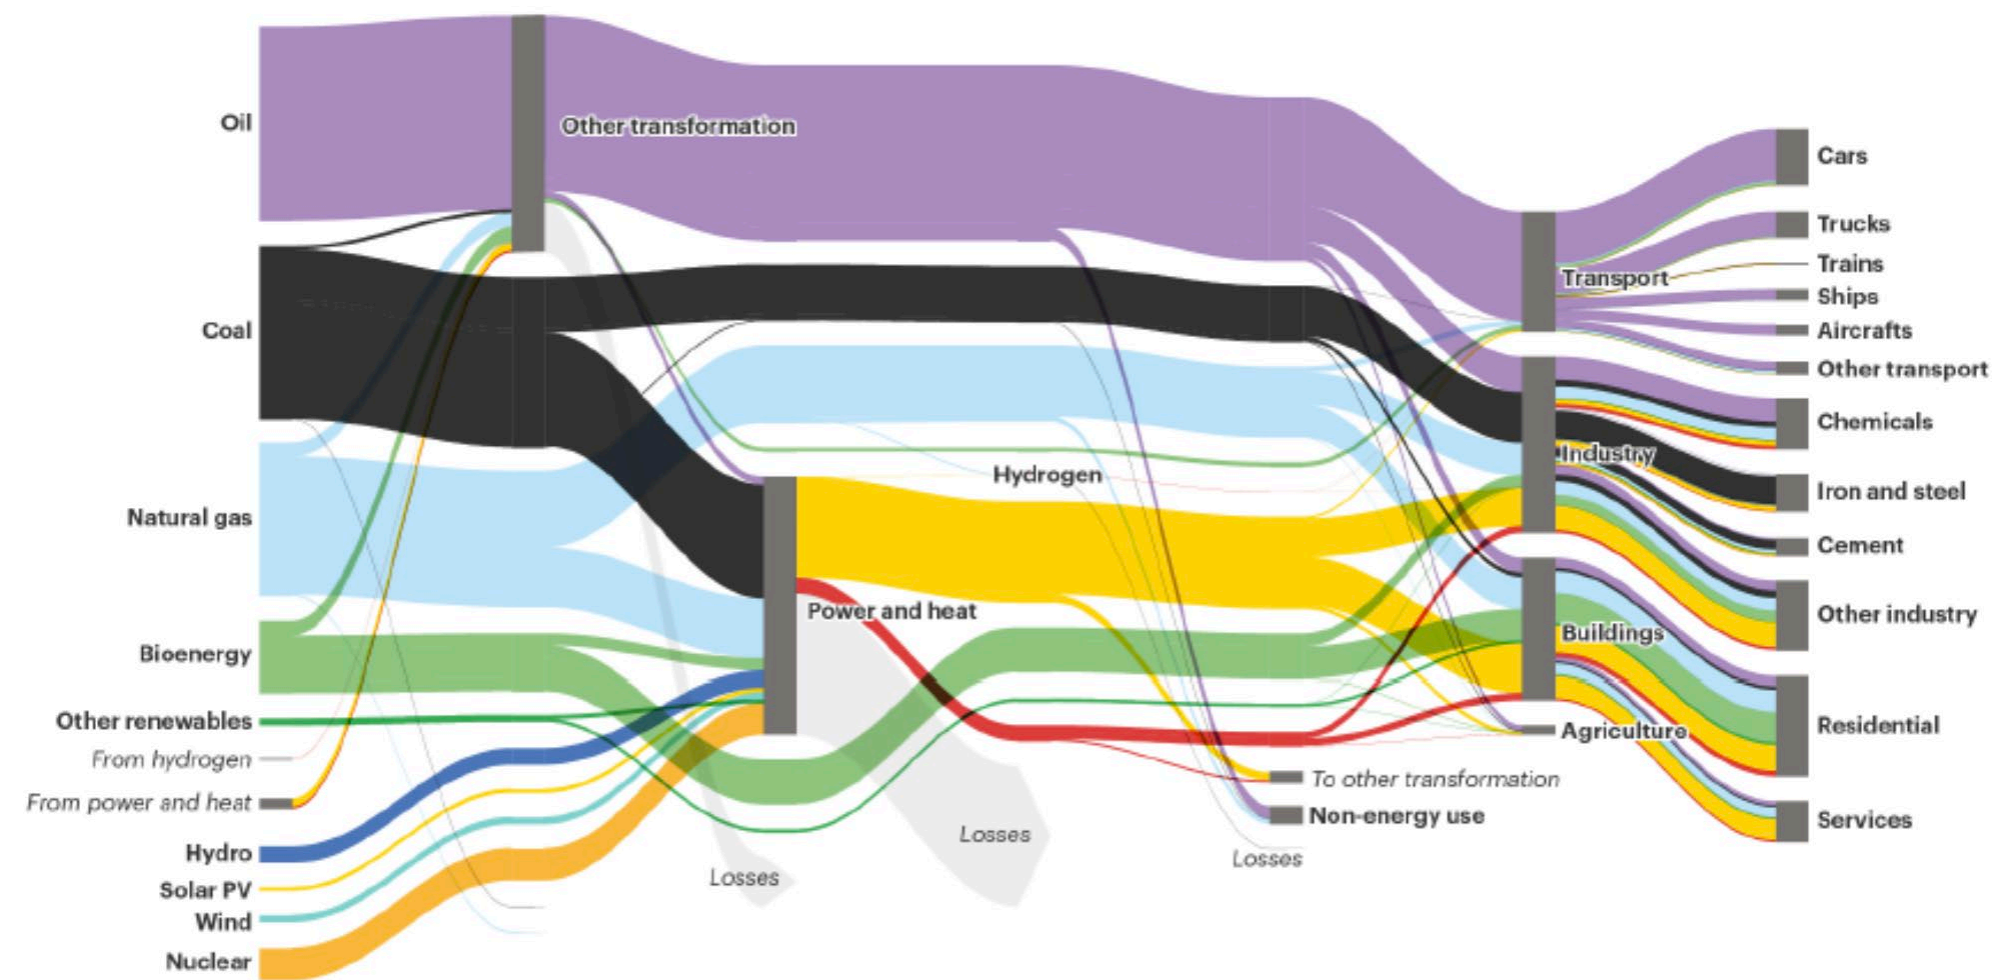 Oil
Coal
Natural gas
Bioenergy
Other renewables
From hydrogen
From power and heat
Hydro
Solar PV
Wind
Nuclear
Other transformation
Losses
Power and heat
Losses
Hydrogen
To other transformation
Non-energy use
Losses
Transport
Industry
Buildings
Agriculture
Cars
Trucks
Trains
Ships
Aircrafts
Other transport
Chemicals
Iron and steel
Cement
Other industry
Residential
Services